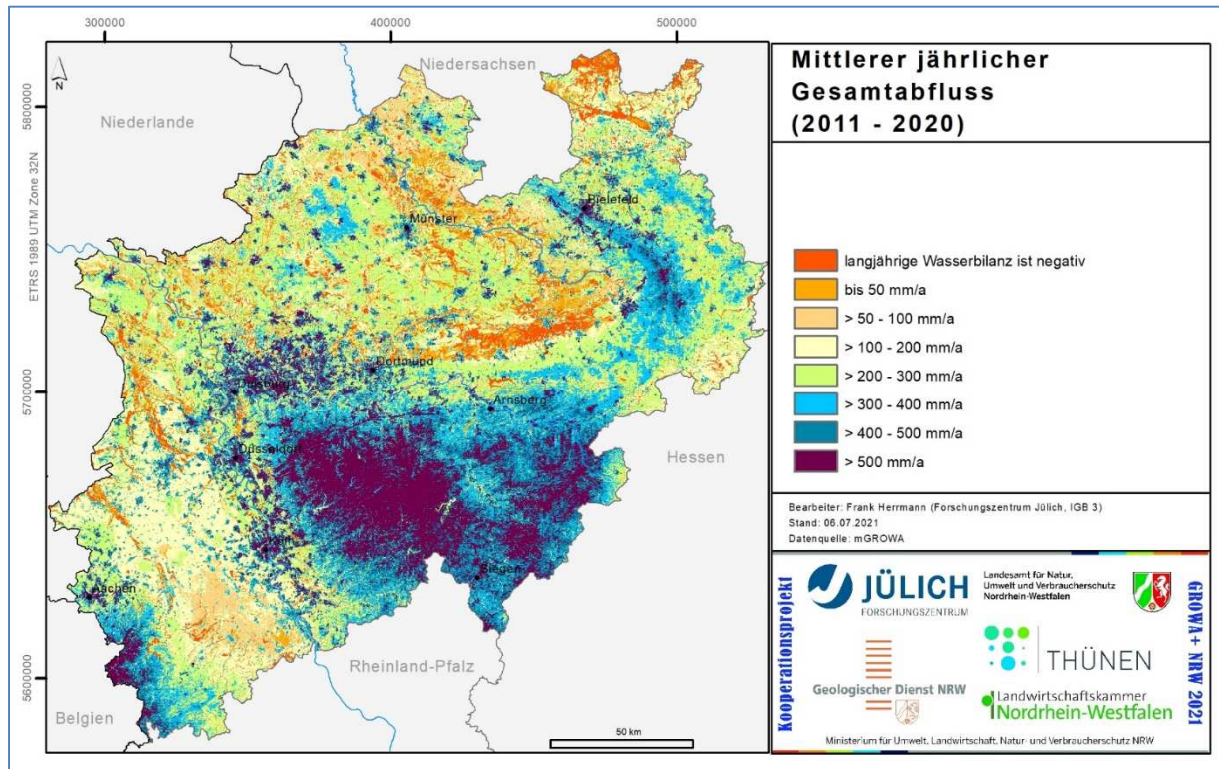 300000
400000
500000
5800000
5700000
5600000
ETRS 1989 UTM Zone 32N
N
Niedersachsen
Niederlande
Bielefeld
Münster
Dortmund
Duisburg
Arnsberg
Düsseldorf
Hessen
Köln
Aachen
Siegen
Rheinland-Pfalz
Belgien
50 km
Mittlerer jährlicher
Gesamtabfluss
(2011 - 2020)
langjährige Wasserbilanz ist negativ
bis 50 mm/a
> 50 - 100 mm/a
> 100 - 200 mm/a
> 200 - 300 mm/a
> 300 - 400 mm/a
> 400 - 500 mm/a
> 500 mm/a
Bearbeiter: Frank Herrmann (Forschungszentrum Jülich, IGB 3)
Stand: 06.07.2021
Datenquelle: mGROWA
Kooperationsprojekt
JÜLICH
FORSCHUNGSZENTRUM
Landesamt für Natur,
Umwelt und Verbraucherschutz
Nordrhein-Westfalen
Geologischer Dienst NRW
THÜNEN
Landwirtschaftskammer
Nordrhein-Westfalen
GROWA + NRW 2021
Ministerium für Umwelt, Landwirtschaft, Natur- und Verbraucherschutz NRW